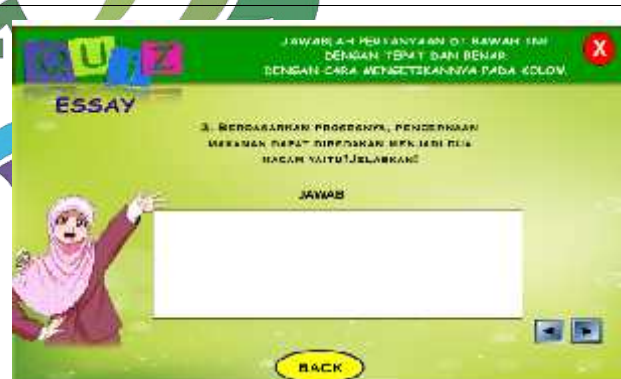 QUIZ
ESSAY
JAWABLAH PERTANYAAN DI BAWAH INI
DENGAN TEPAT DAN BENAR
DENGAN CARA MENGETIKANNYA PADA KOLOM
X
3. BERDASARKAN PROSESNYA, PENCERNAAN
MAKANAN DAPAT DIBEDAKAN MENJADI DUA
MACAM YAITU?JELASKAN!
JAWAB
BACK